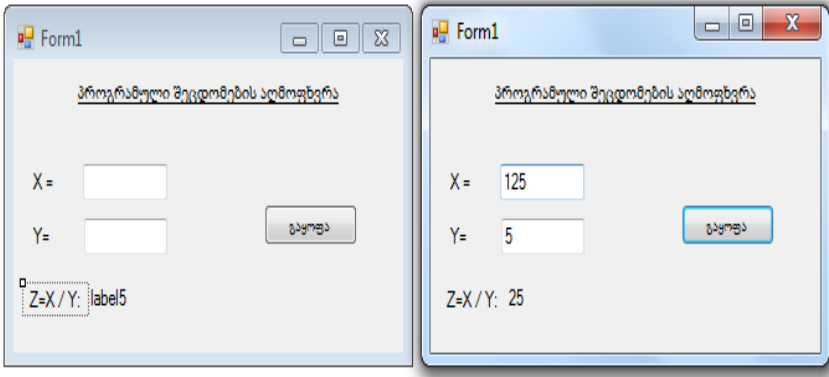 Form1
პროგრამული შეცდომების აღმოფხვრა
X =
Y=
გაყოფა
Z=X / Y: label5
Form1
პროგრამული შეცდომების აღმოფხვრა
X = 125
Y= 5
გაყოფა
Z=X / Y: 25